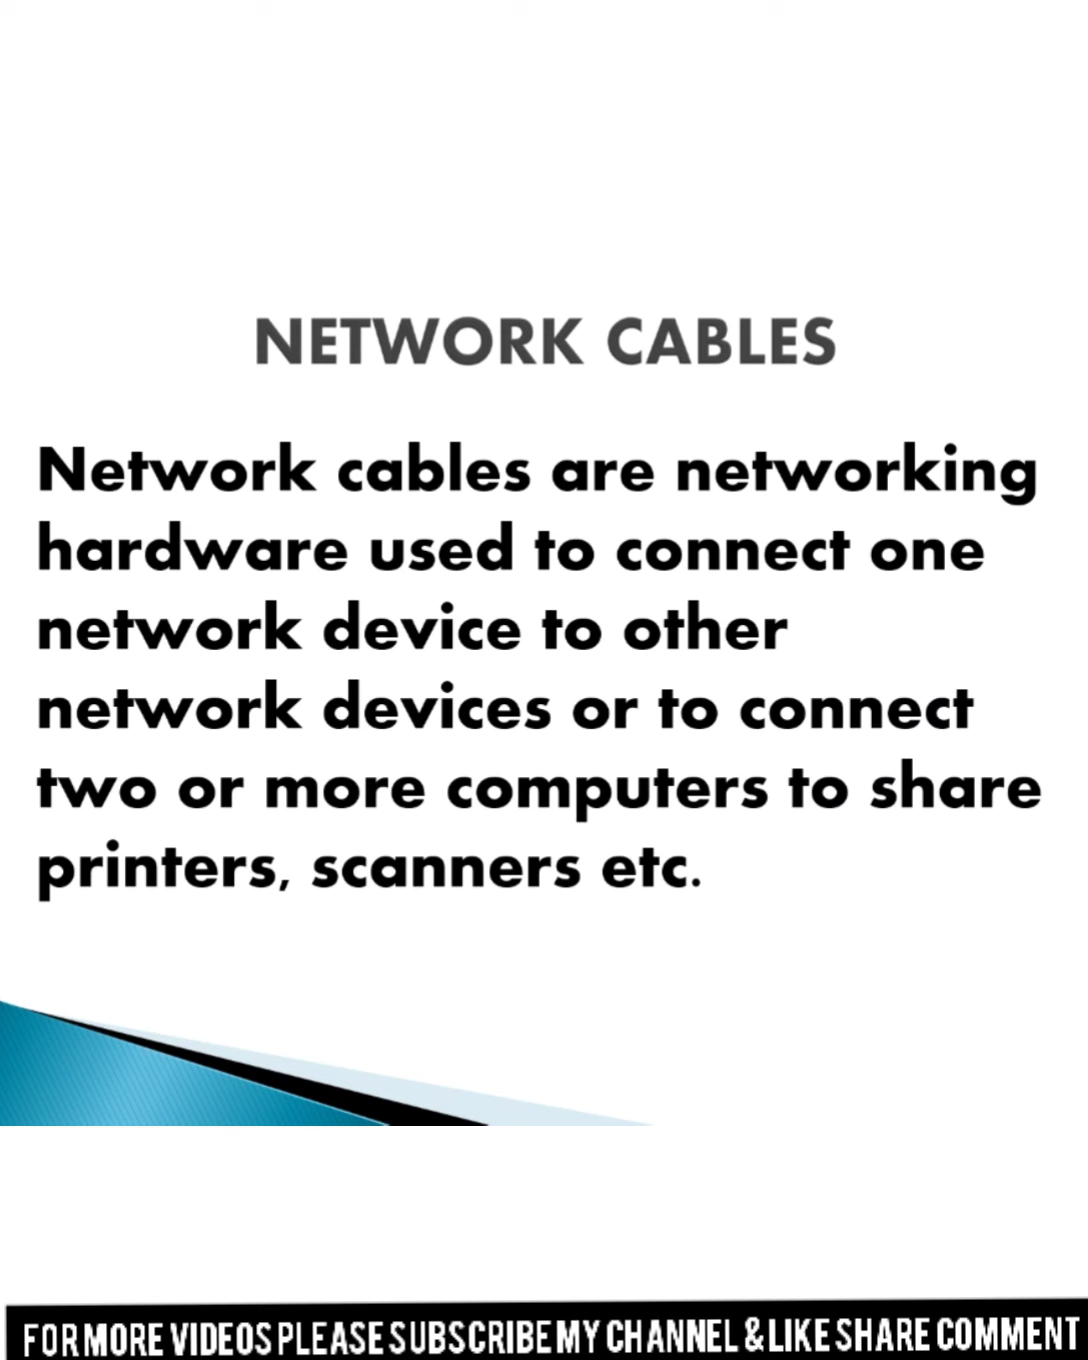 NETWORK CABLES
Network cables are networking
hardware used to connect one
network device to other
network devices or to connect
two or more computers to share
printers, scanners etc.
FOR MORE VIDEOS PLEASE SUBSCRIBE MY CHANNEL & LIKE SHARE COMMENT